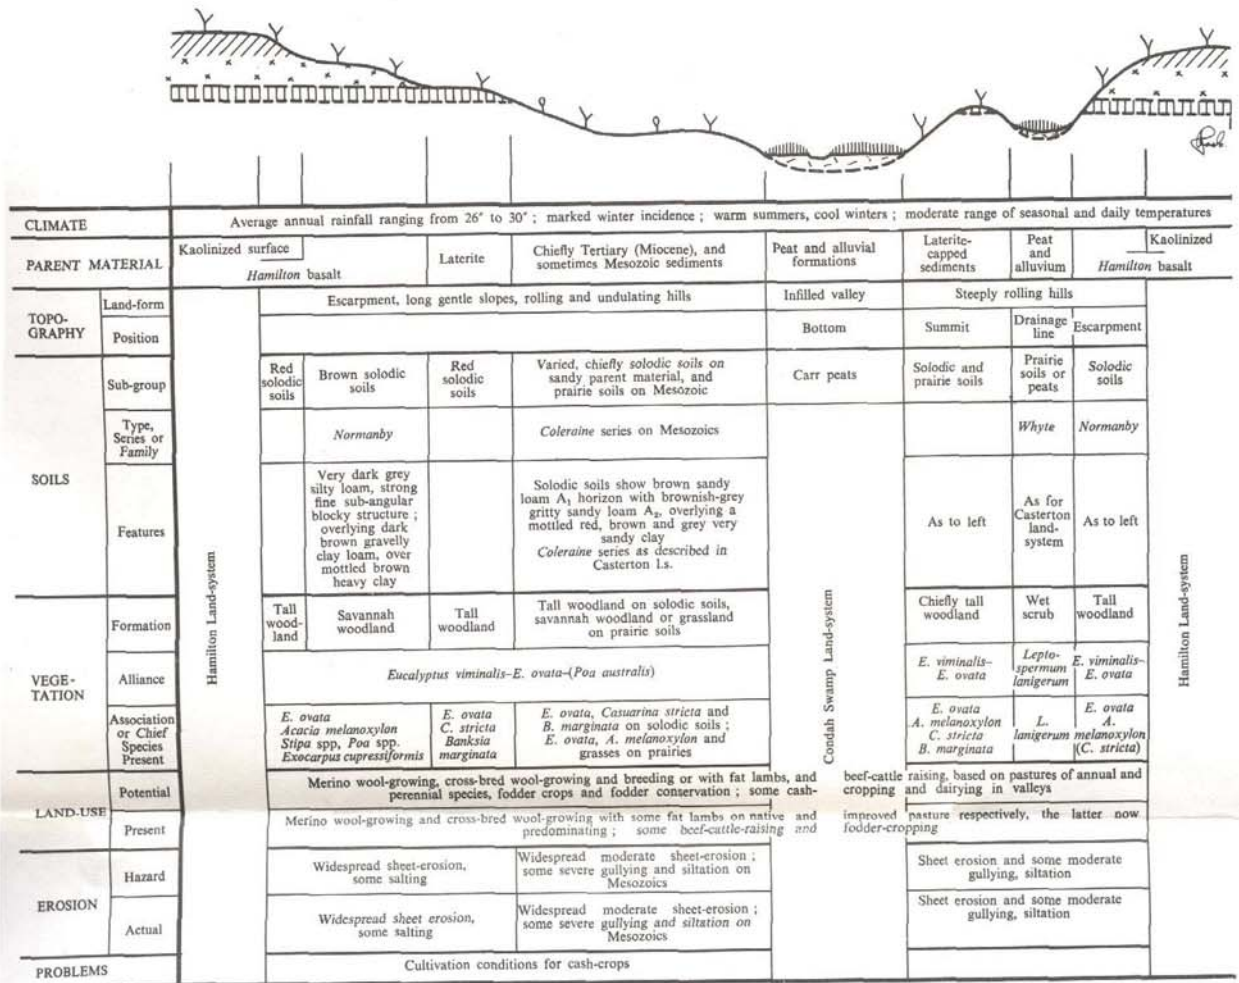 CLIMATE
Average annual rainfall ranging from 26″ to 30″ ; marked winter incidence ; warm summers, cool winters ; moderate range of seasonal and daily temperatures
PARENT MATERIAL
Kaolinized surface
Hamilton basalt
Laterite
Chiefly Tertiary (Miocene), and
sometimes Mesozoic sediments
Peat and alluvial
formations
Laterite-
capped
sediments
Peat
and
alluvium
Kaolinized
Hamilton basalt
TOPO-
GRAPHY
Land-form
Escarpment, long gentle slopes, rolling and undulating hills
Infilled valley
Steeply rolling hills
Position
Bottom
Summit
Drainage
line
Escarpment
SOILS
Sub-group
Red
solodic
soils
Brown solodic
soils
Red
solodic
soils
Varied, chiefly solodic soils on
sandy parent material, and
prairie soils on Mesozoic
Carr peats
Solodic and
prairie soils
Prairie
soils or
peats
Solodic
soils
Type,
Series or
Family
Normanby
Coleraine series on Mesozoics
Whyte
Normanby
Features
Very dark grey
silty loam, strong
fine sub-angular
blocky structure ;
overlying dark
brown gravelly
clay loam, over
mottled brown
heavy clay
Solodic soils show brown sandy
loam A₁ horizon with brownish-grey
gritty sandy loam A₂, overlying a
mottled red, brown and grey very
sandy clay
Coleraine series as described in
Casterton l.s.
As to left
As for
Casterton
land-
system
As to left
Hamilton Land-system
Condah Swamp Land-system
Hamilton Land-system
VEGE-
TATION
Formation
Tall
wood-
land
Savannah
woodland
Tall
woodland
Tall woodland on solodic soils,
savannah woodland or grassland
on prairie soils
Chiefly tall
woodland
Wet
scrub
Tall
woodland
Alliance
Eucalyptus viminalis–E. ovata–(Poa australis)
E. viminalis–
E. ovata
Lepto-
spermum
lanigerum
E. viminalis–
E. ovata
Association
or Chief
Species
Present
E. ovata
Acacia melanoxylon
Stipa spp, Poa spp.
Exocarpus cupressiformis
E. ovata
C. stricta
Banksia
marginata
E. ovata, Casuarina stricta and
B. marginata on solodic soils ;
E. ovata, A. melanoxylon and
grasses on prairies
E. ovata
A. melanoxylon
C. stricta
B. marginata
L.
lanigerum
E. ovata
A.
melanoxylon
(C. stricta)
LAND-USE
Potential
Merino wool-growing, cross-bred wool-growing and breeding or with fat lambs, and beef-cattle raising, based on pastures of annual and
perennial species, fodder crops and fodder conservation ; some cash- cropping and dairying in valleys
Present
Merino wool-growing and cross-bred wool-growing with some fat lambs on native and improved pasture respectively, the latter now
predominating ; some beef-cattle-raising and fodder-cropping
EROSION
Hazard
Widespread sheet-erosion,
some salting
Widespread moderate sheet-erosion ;
some severe gullying and siltation on
Mesozoics
Sheet erosion and some moderate
gullying, siltation
Actual
Widespread sheet erosion,
some salting
Widespread moderate sheet-erosion ;
some severe gullying and siltation on
Mesozoics
Sheet erosion and some moderate
gullying, siltation
PROBLEMS
Cultivation conditions for cash-crops